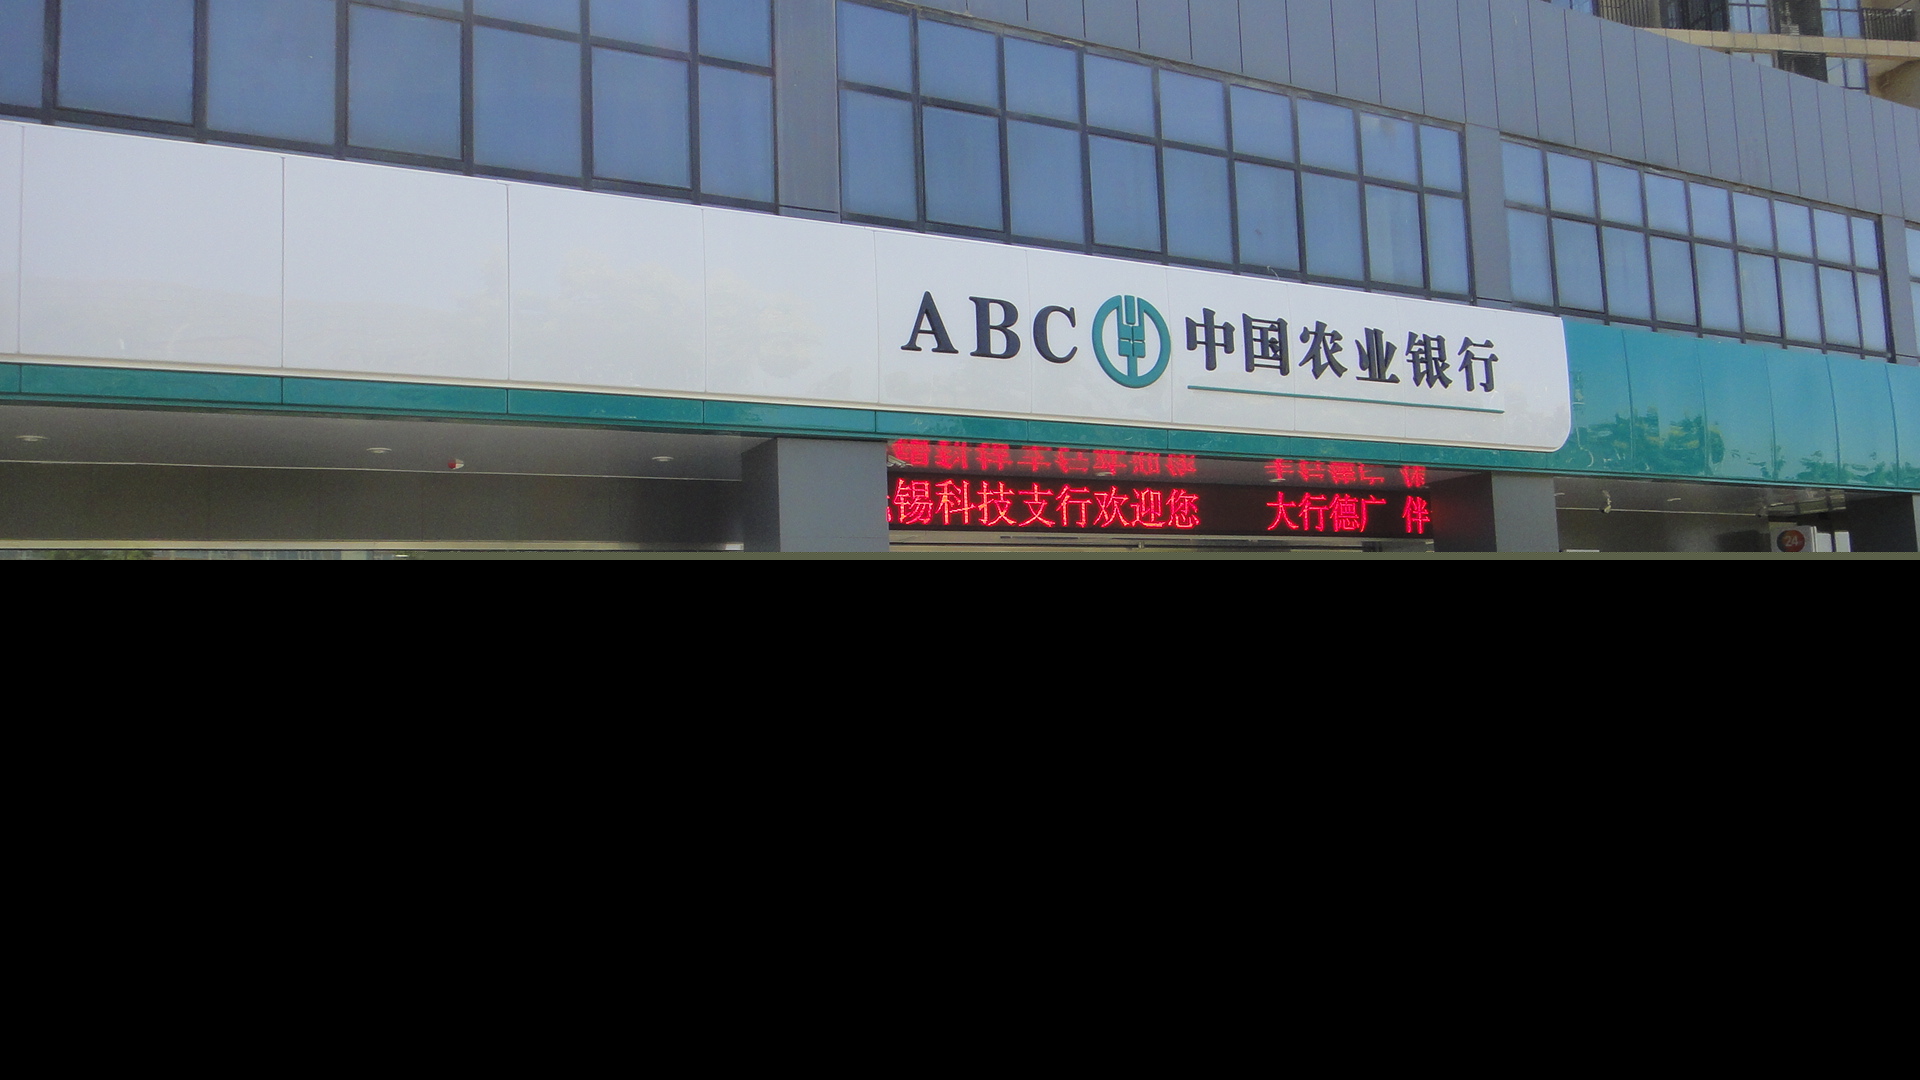 ABC 中国农业银行
锡科技支行欢迎您 大行德广 伴
24